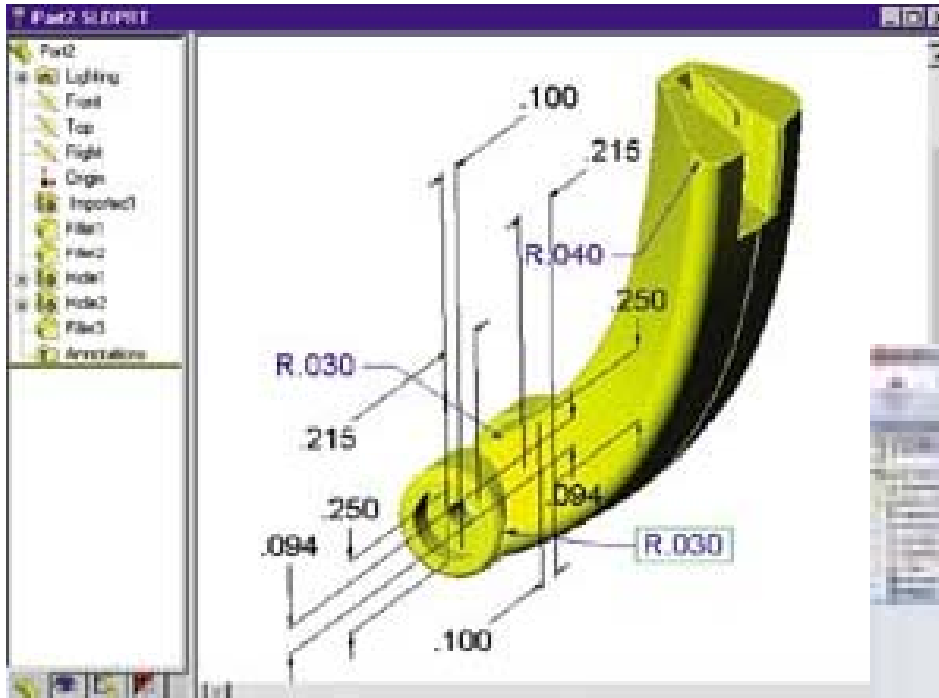 Part2.SLDPRT
Part2
Lighting
Front
Top
Right
Origin
Imported1
Fillet1
Fillet2
Hole1
Hole2
Fillet3
Annotations
.100
.215
R.040
.250
R.030
.215
.250
.094
.094
R.030
.100